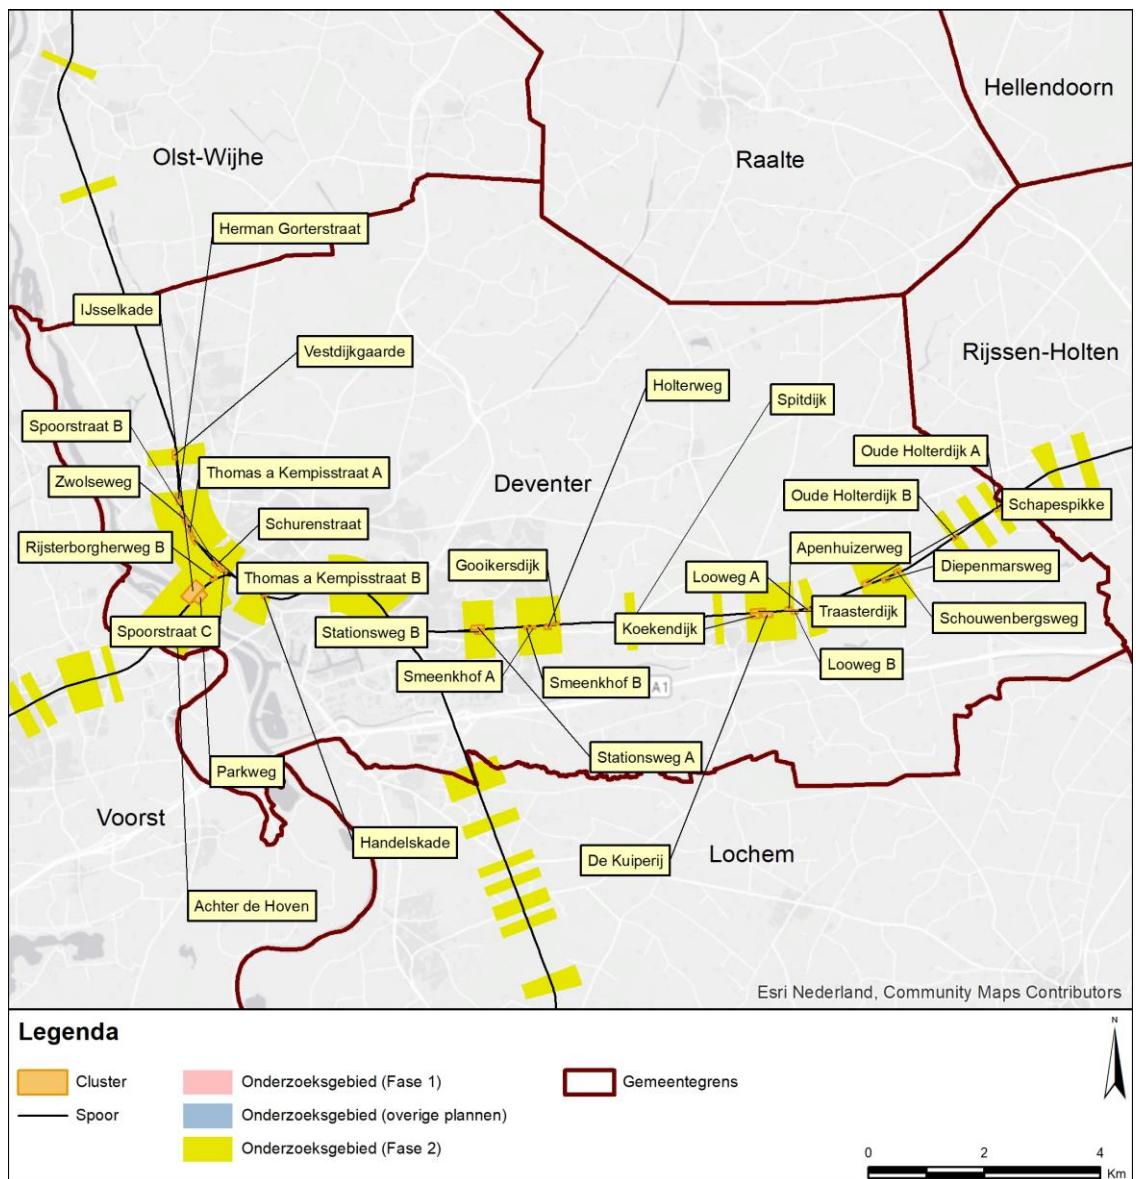 Hellendoorn
Olst-Wijhe
Raalte
Herman Gorterstraat
IJsselkade
Vestdijkgaarde
Rijssen-Holten
Holterweg
Spitdijk
Spoorstraat B
Oude Holterdijk A
Thomas a Kempisstraat A
Zwolseweg
Deventer
Oude Holterdijk B
Schapespikke
Schurenstraat
Rijsterborgherweg B
Apenhuizerweg
Gooikersdijk
Diepenmarsweg
Thomas a Kempisstraat B
Looweg A
Traasterdijk
Schouwenbergsweg
Spoorstraat C
Stationsweg B
Koekendijk
Looweg B
Smeenkhof A
Smeenkhof B
A1
Stationsweg A
Parkweg
Voorst
Handelskade
De Kuiperij
Lochem
Achter de Hoven
Esri Nederland, Community Maps Contributors
Legenda
Cluster
Spoor
Onderzoeksgebied (Fase 1)
Onderzoeksgebied (overige plannen)
Onderzoeksgebied (Fase 2)
Gemeentegrens
N
0 2 4
Km